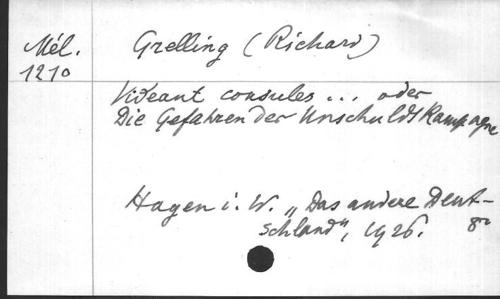 Mél. 1210
Grelling (Richard)
Videant consules ... oder
Die Gefahren der Unschuldskampagne
Hagen i. W. „Das andere Deut-
schland", 1926. 8°